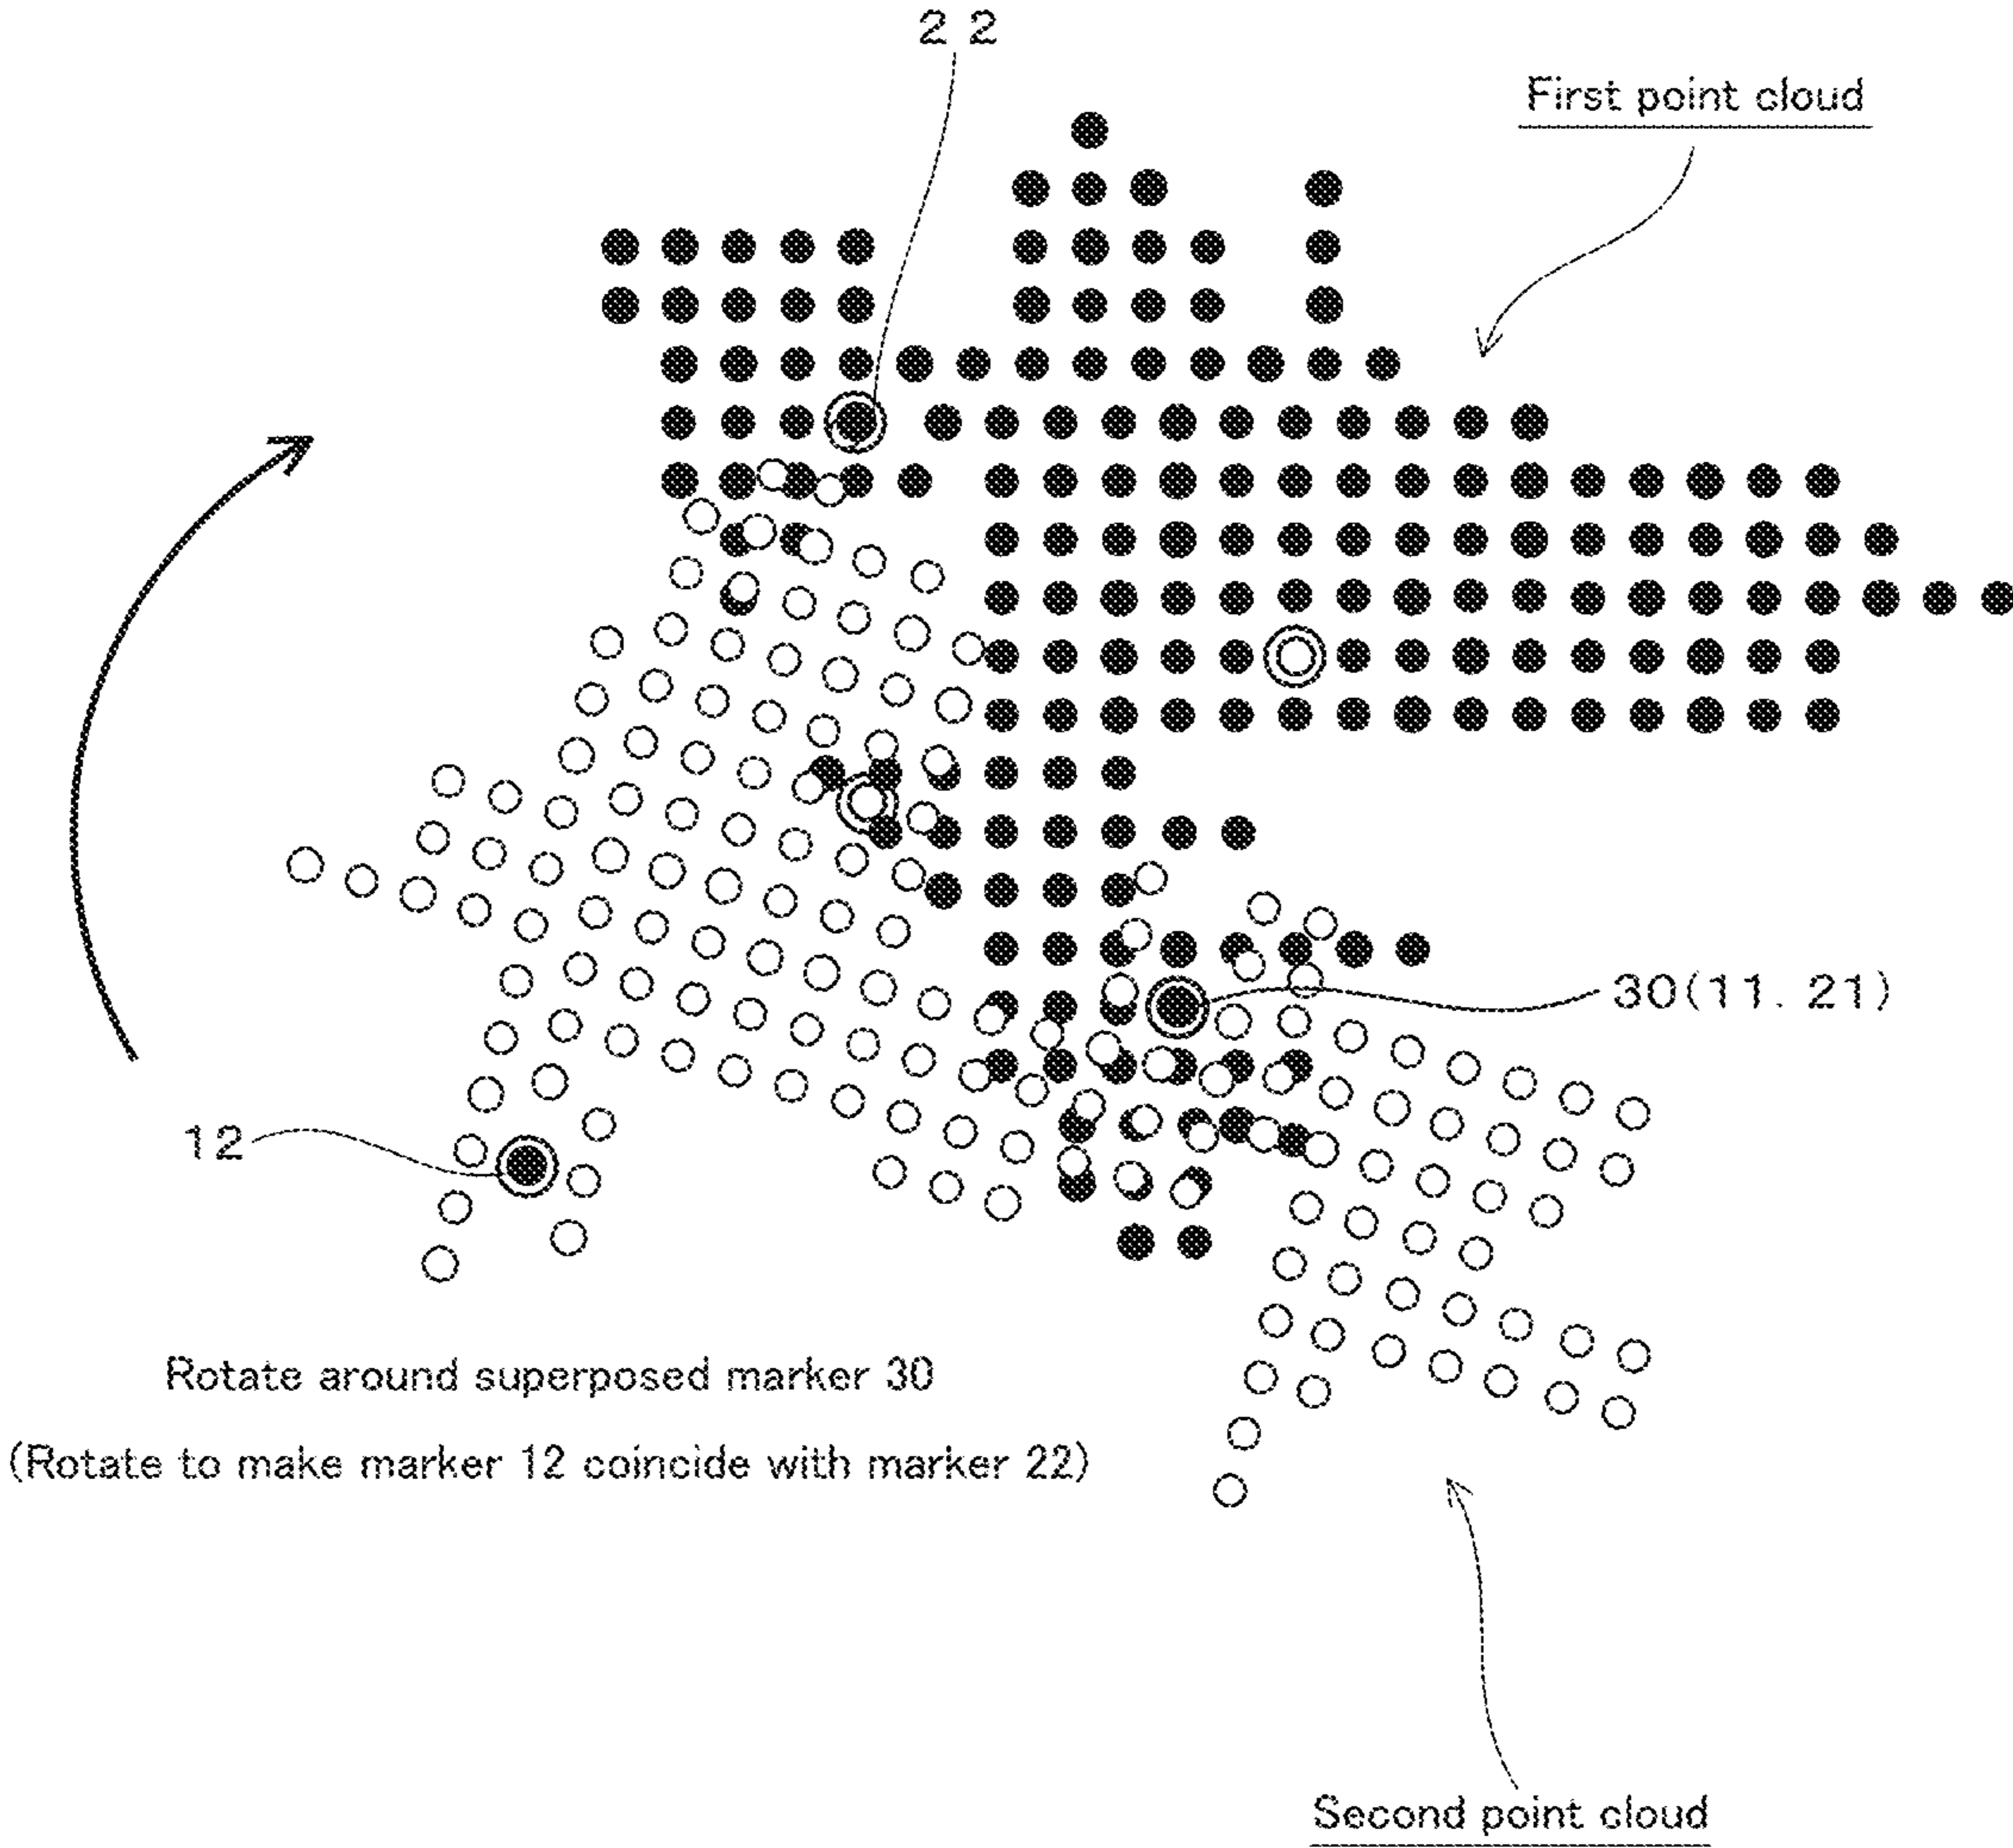 22
First point cloud
30(11. 21)
12
Rotate around superposed marker 30
(Rotate to make marker 12 coincide with marker 22)
Second point cloud